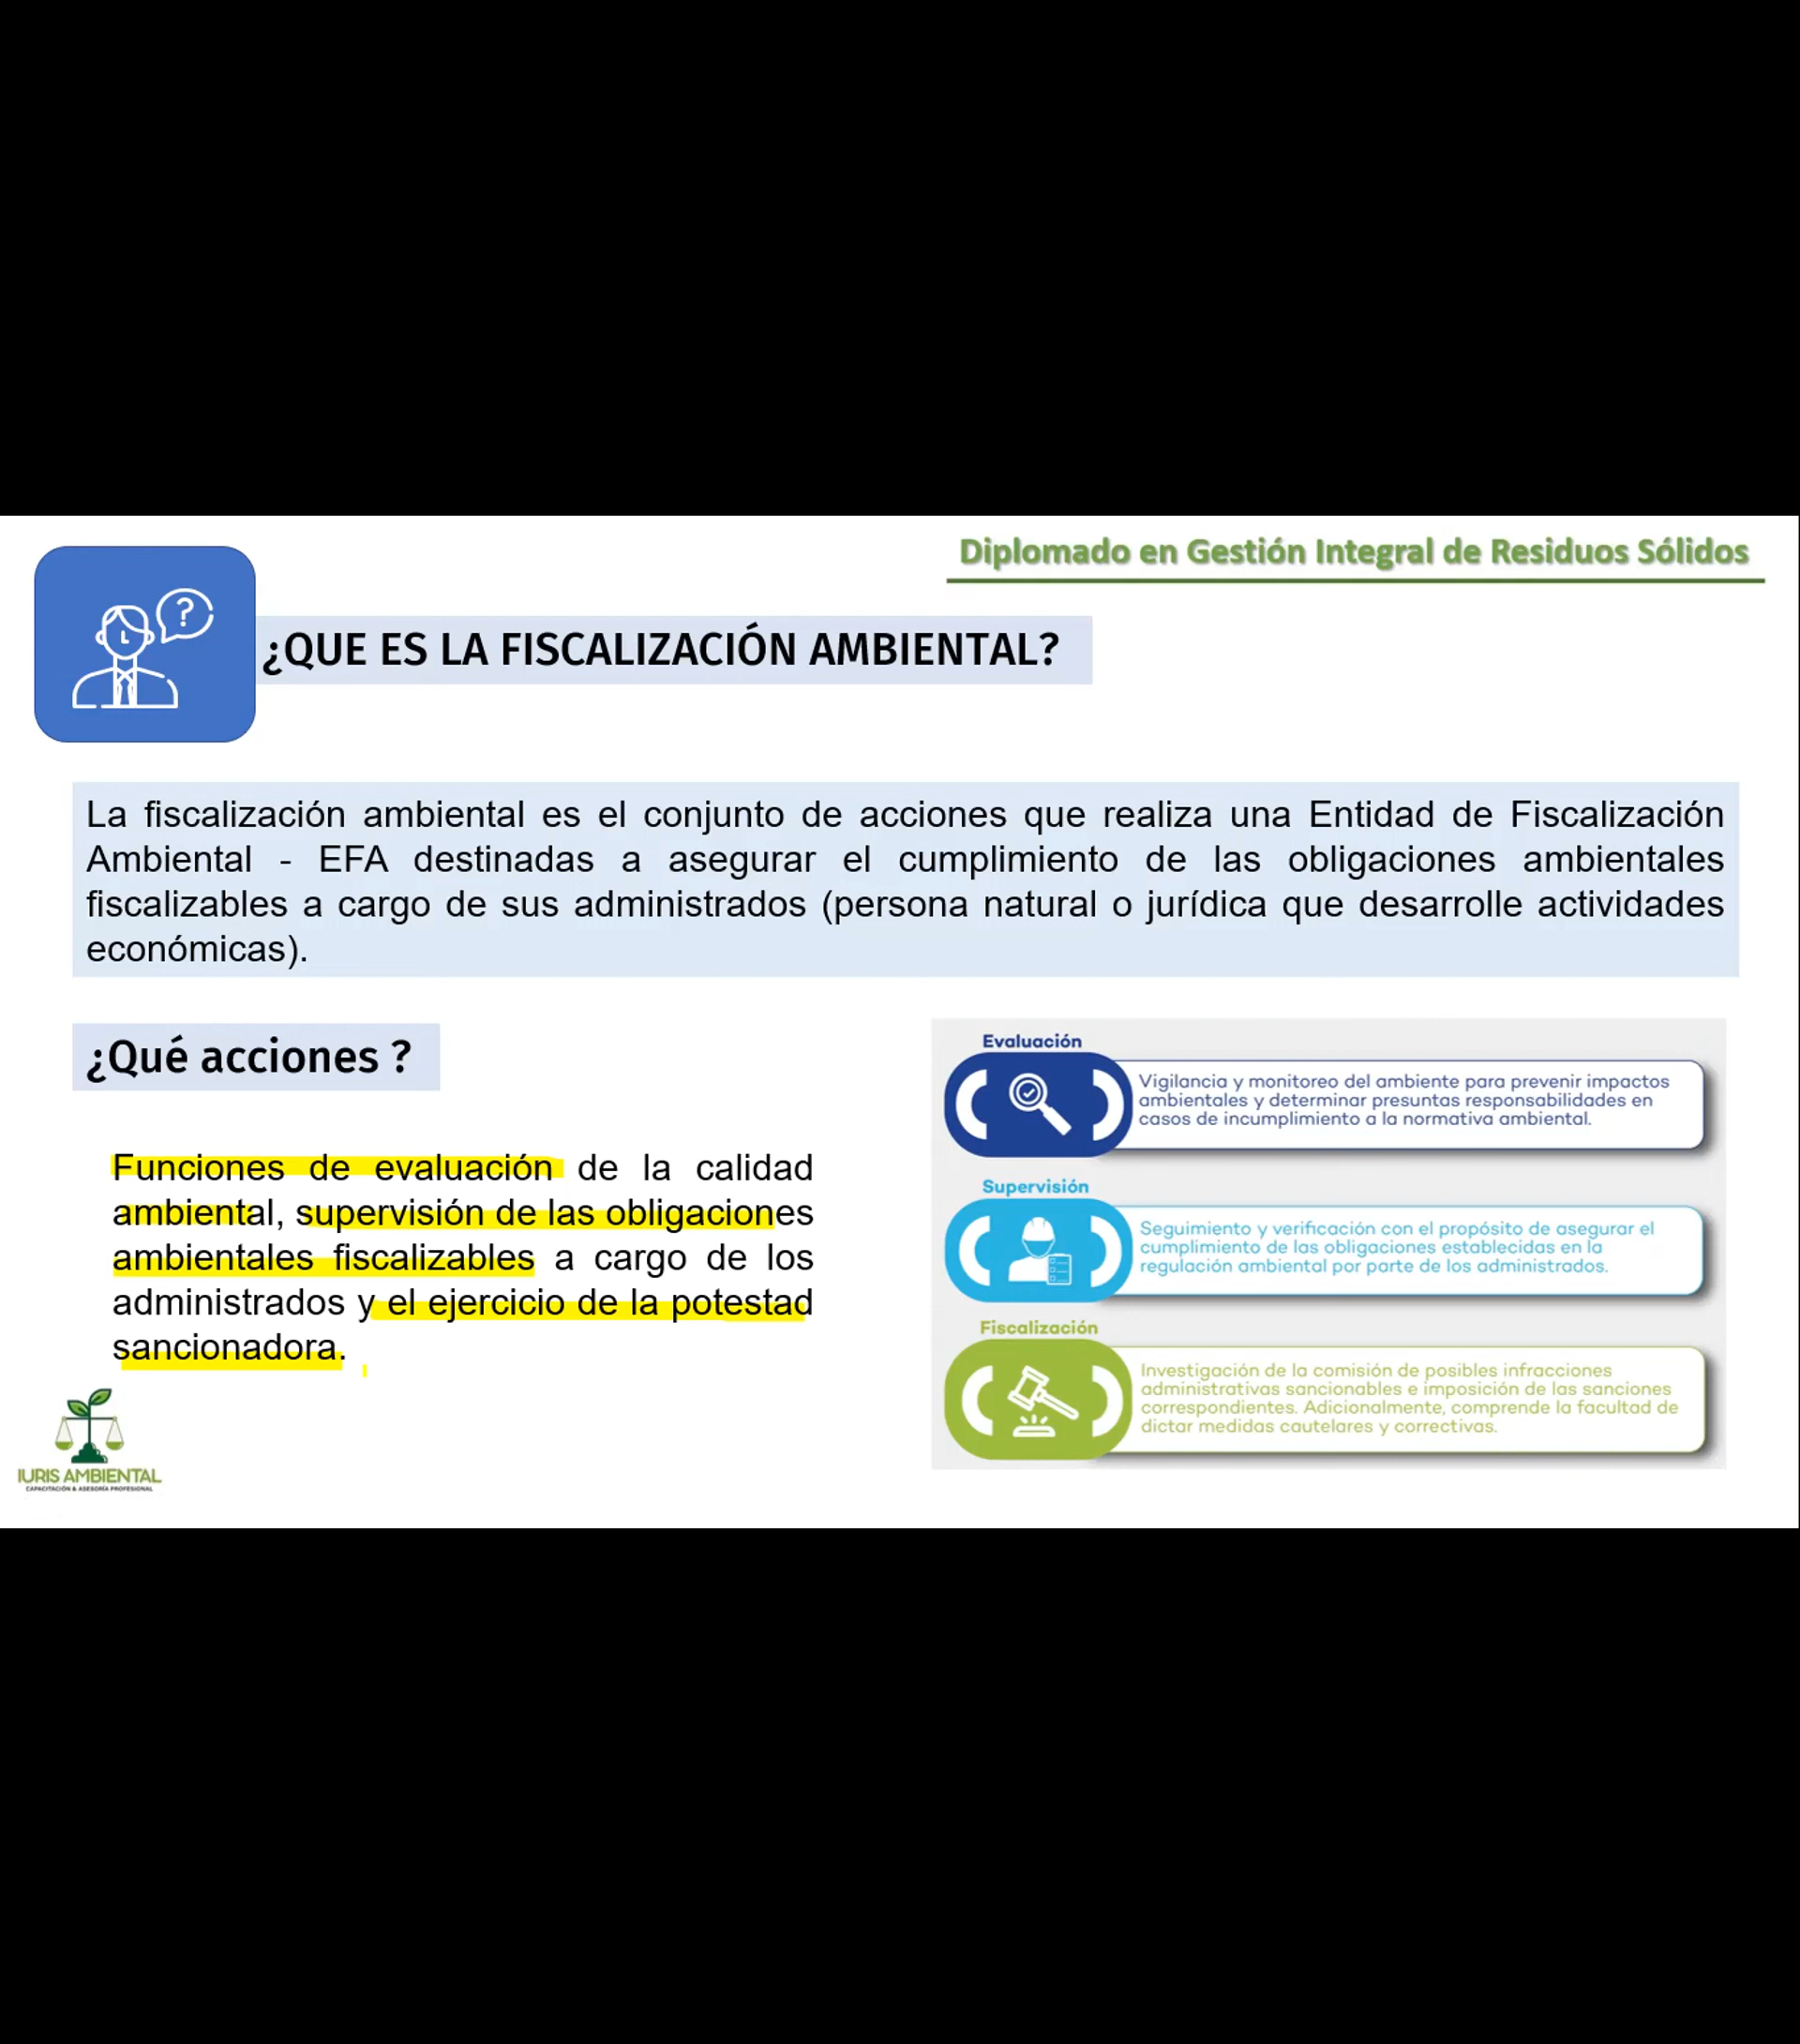 Diplomado en Gestión Integral de Residuos Sólidos
?
¿QUE ES LA FISCALIZACIÓN AMBIENTAL?
La fiscalización ambiental es el conjunto de acciones que realiza una Entidad de Fiscalización
Ambiental - EFA destinadas a asegurar el cumplimiento de las obligaciones ambientales
fiscalizables a cargo de sus administrados (persona natural o jurídica que desarrolle actividades
económicas).
¿Qué acciones ?
Funciones de evaluación de la calidad
ambiental, supervisión de las obligaciones
ambientales fiscalizables a cargo de los
administrados y el ejercicio de la potestad
sancionadora.
Evaluación
Vigilancia y monitoreo del ambiente para prevenir impactos
ambientales y determinar presuntas responsabilidades en
casos de incumplimiento a la normativa ambiental.
Supervisión
Seguimiento y verificación con el propósito de asegurar el
cumplimiento de las obligaciones establecidas en la
regulación ambiental por parte de los administrados.
Fiscalización
Investigación de la comisión de posibles infracciones
administrativas sancionables e imposición de las sanciones
correspondientes. Adicionalmente, comprende la facultad de
dictar medidas cautelares y correctivas.
IURIS AMBIENTAL
CAPACITACIÓN & ASESORÍA PROFESIONAL